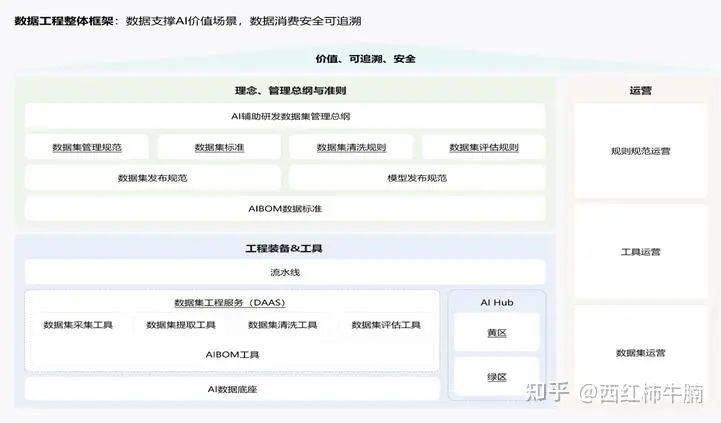 数据工程整体框架：数据支撑AI价值场景，数据消费安全可追溯
价值、可追溯、安全
理念、管理总纲与准则
AI辅助研发数据集管理总纲
数据集管理规范 数据集标准 数据集清洗规则 数据集评估规则
数据集发布规范 模型发布规范
AIBOM数据标准
工程装备&工具
流水线
数据集工程服务（DAAS）
数据集采集工具 数据集提取工具 数据集清洗工具 数据集评估工具
AIBOM工具
AI数据底座
AI Hub
黄区
绿区
运营
规则规范运营
工具运营
数据集运营
知乎 @西红柿牛腩